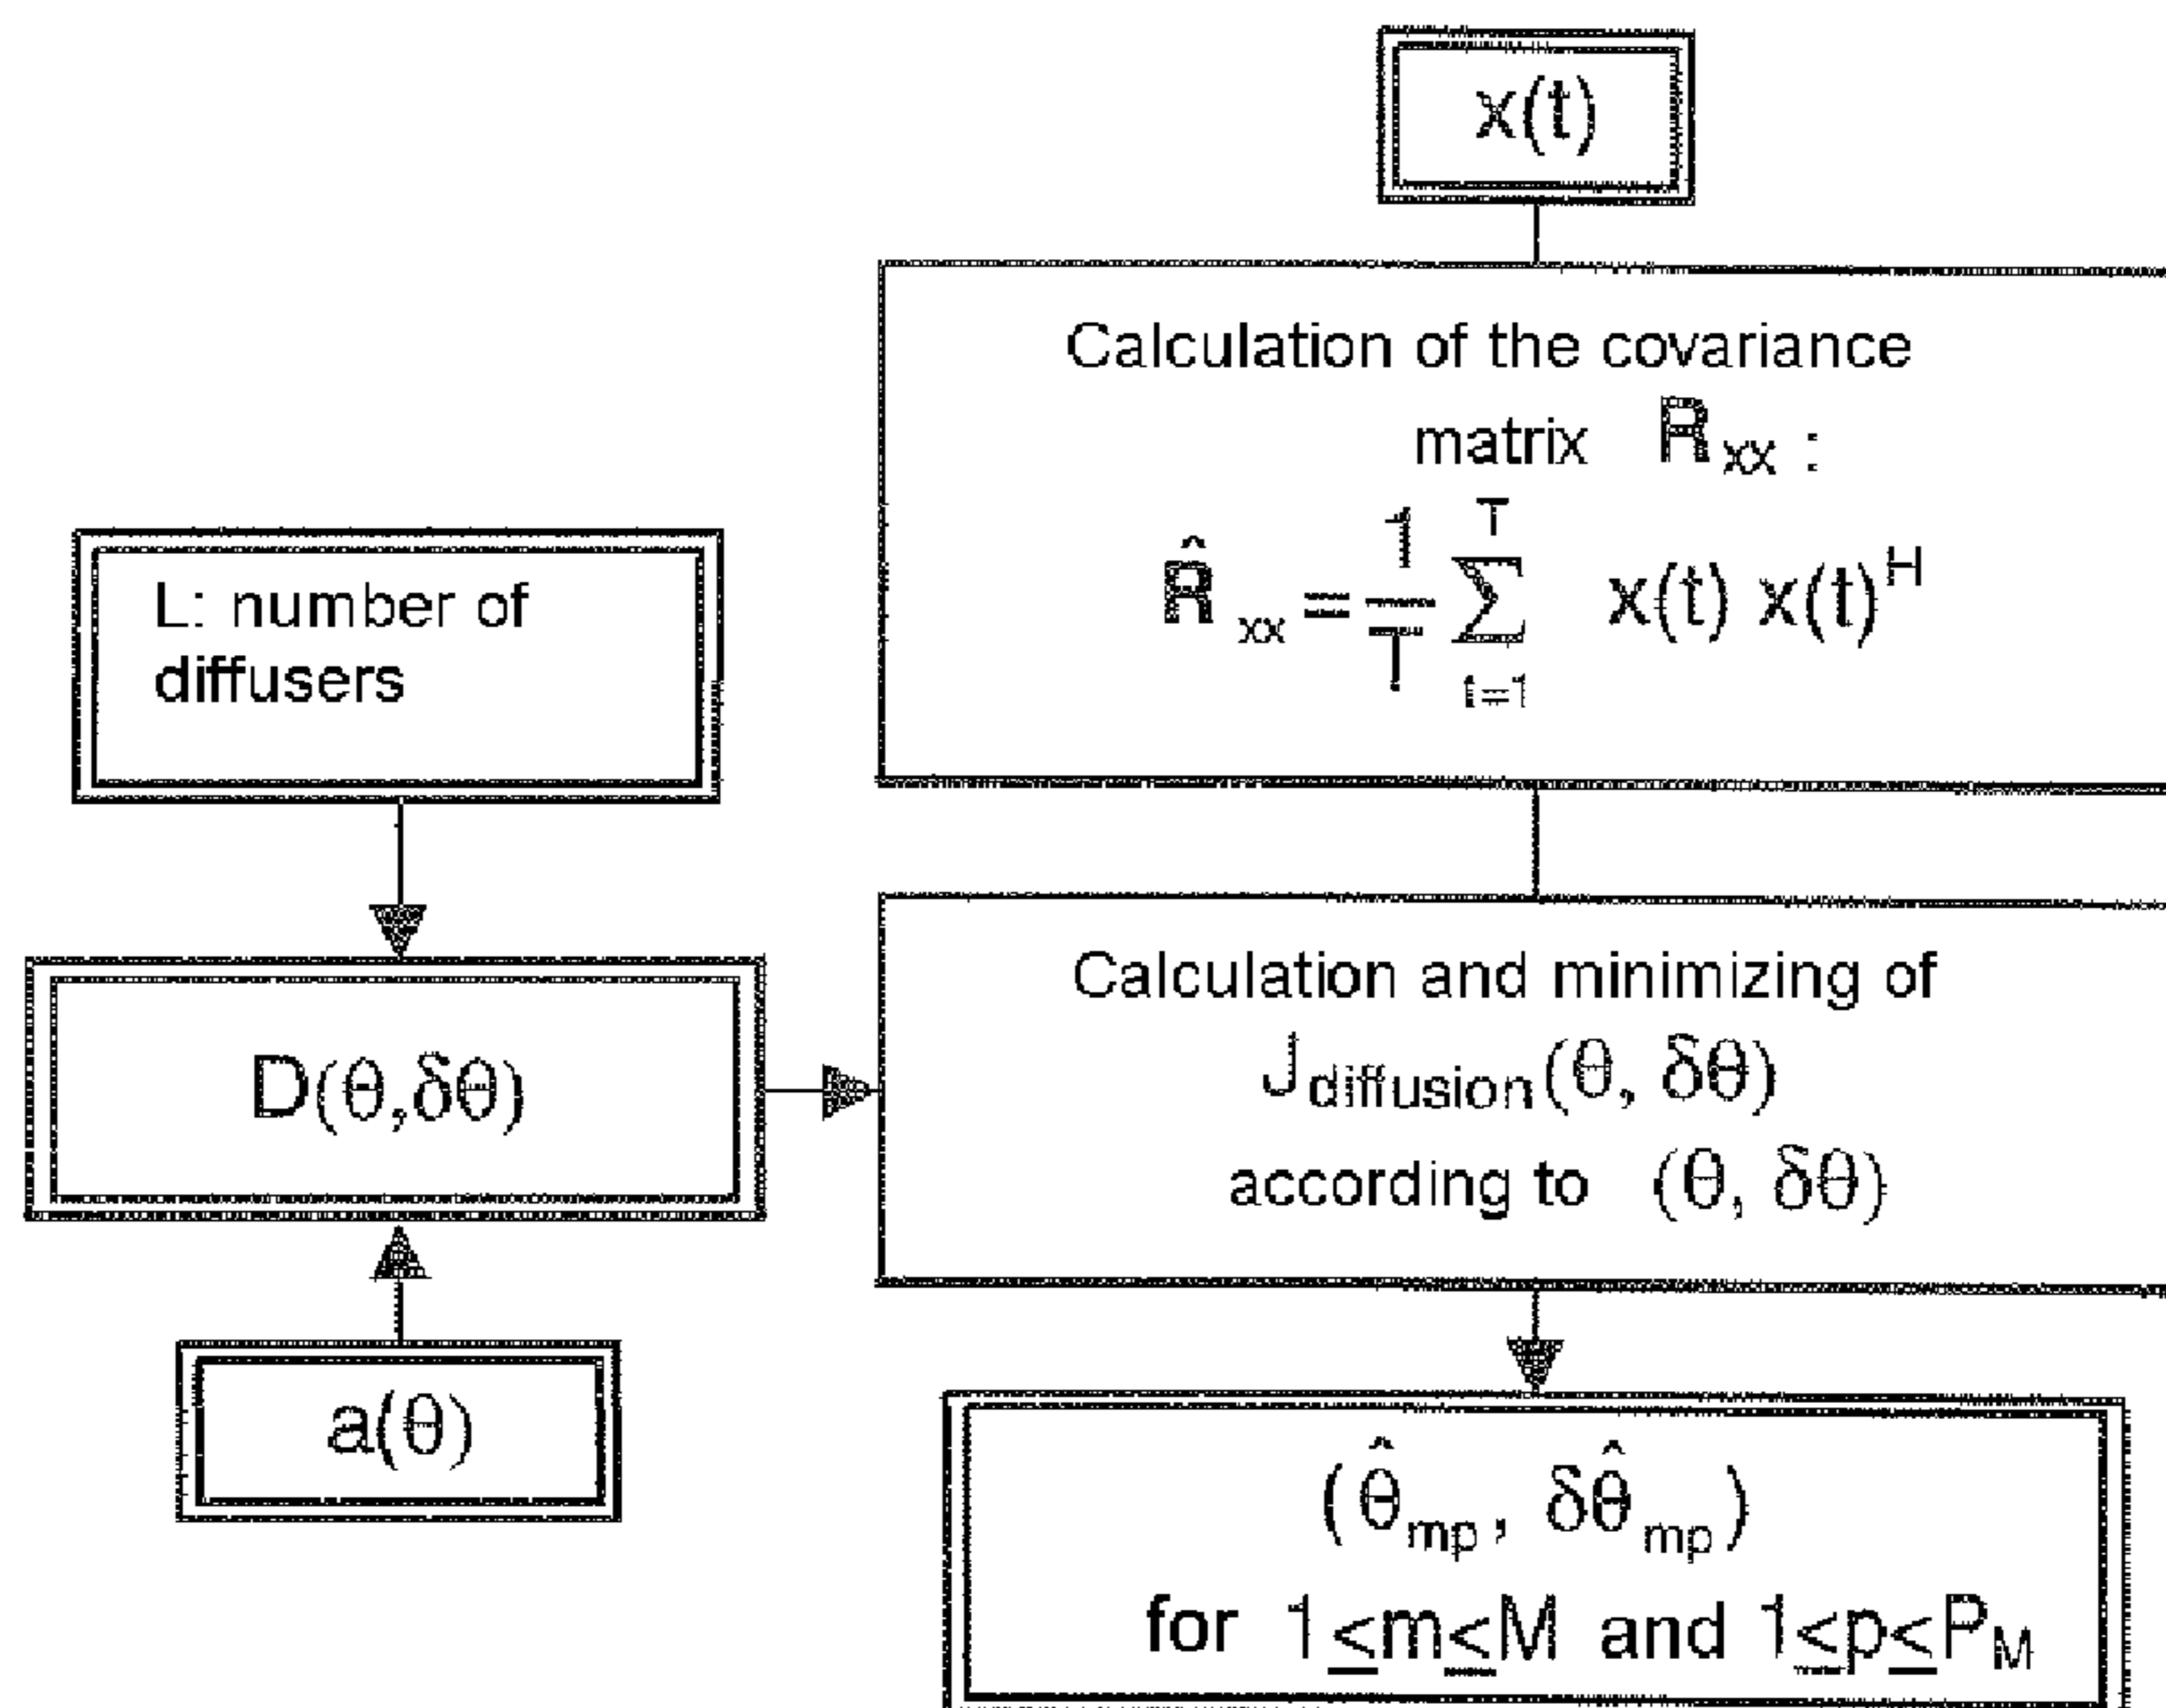 x(t)
Calculation of the covariance
matrix R_xx :
R̂_xx = 1/T ∑_{t=1}^{T} x(t) x(t)^H
L: number of
diffusers
D(θ,δθ)
a(θ)
Calculation and minimizing of
J_diffusion(θ, δθ)
according to (θ, δθ)
(θ̂_mp, δθ̂_mp)
for 1≤m≤M and 1≤p≤P_M